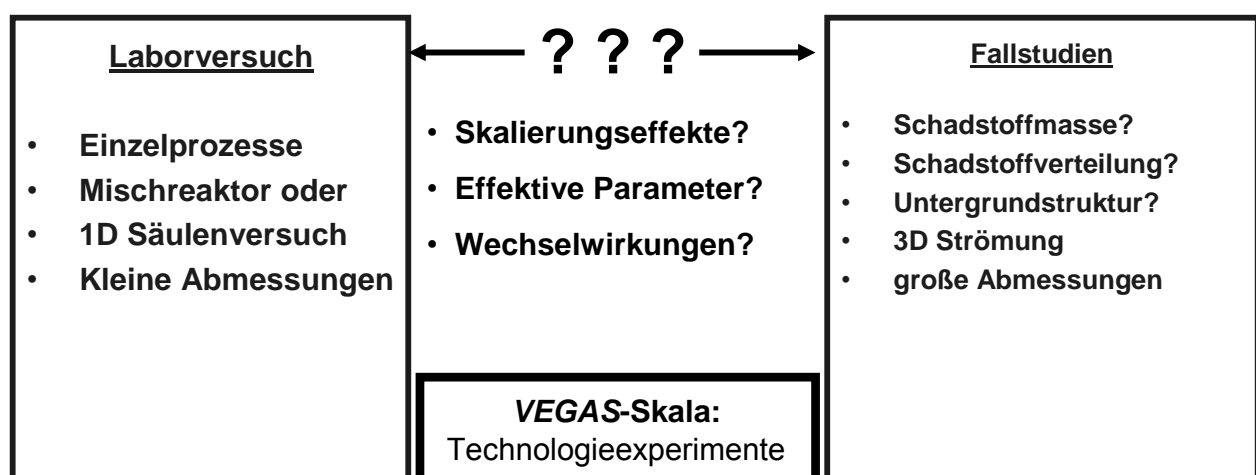 Laborversuch
• Einzelprozesse
• Mischreaktor oder
• 1D Säulenversuch
• Kleine Abmessungen
? ? ?
• Skalierungseffekte?
• Effektive Parameter?
• Wechselwirkungen?
VEGAS-Skala:
Technologieexperimente
Fallstudien
• Schadstoffmasse?
• Schadstoffverteilung?
• Untergrundstruktur?
• 3D Strömung
• große Abmessungen